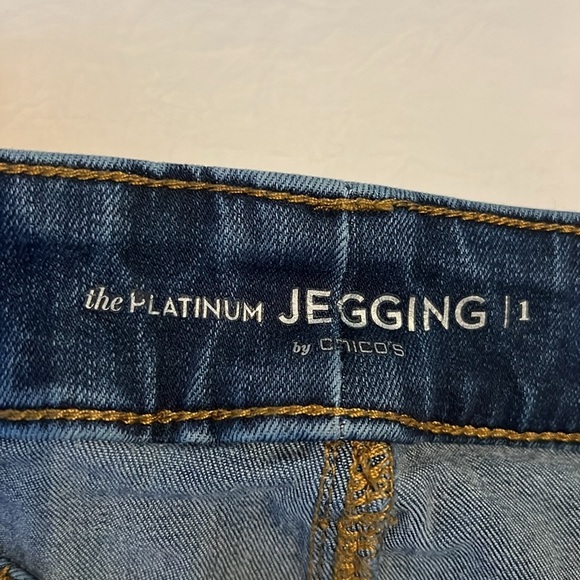 the PLATINUM JEGGING | 1
by CHICO'S